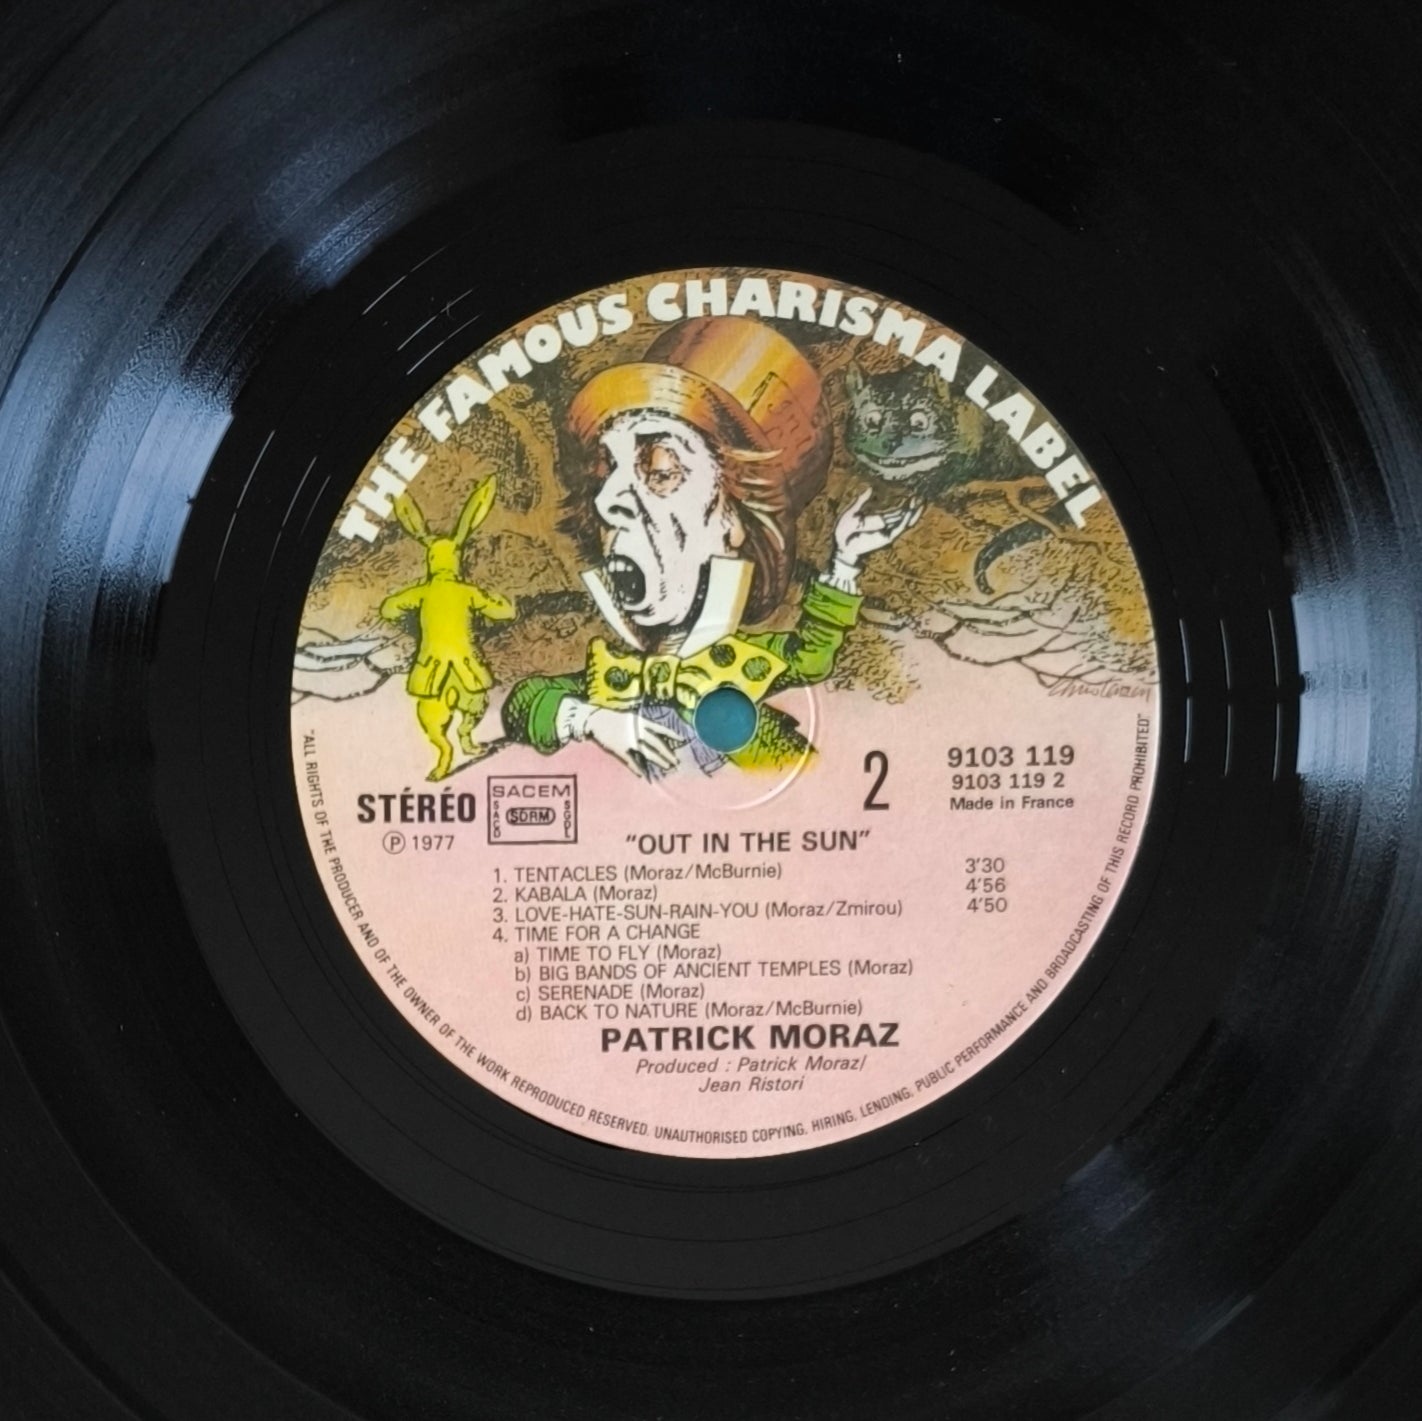 THE FAMOUS CHARISMA LABEL
Christensen
2
9103 119
9103 119 2
Made in France
STÉRÉO
Ⓟ 1977
SACEM
SACD
SDRM
SGDL
"OUT IN THE SUN"
1. TENTACLES (Moraz/McBurnie) 3'30
2. KABALA (Moraz) 4'56
3. LOVE-HATE-SUN-RAIN-YOU (Moraz/Zmirou) 4'50
4. TIME FOR A CHANGE
a) TIME TO FLY (Moraz)
b) BIG BANDS OF ANCIENT TEMPLES (Moraz)
c) SERENADE (Moraz)
d) BACK TO NATURE (Moraz/McBurnie)
PATRICK MORAZ
Produced : Patrick Moraz/
Jean Ristori
"ALL RIGHTS OF THE PRODUCER AND OF THE OWNER OF THE WORK REPRODUCED RESERVED. UNAUTHORISED COPYING. HIRING, LENDING, PUBLIC PERFORMANCE AND BROADCASTING OF THIS RECORD PROHIBITED"